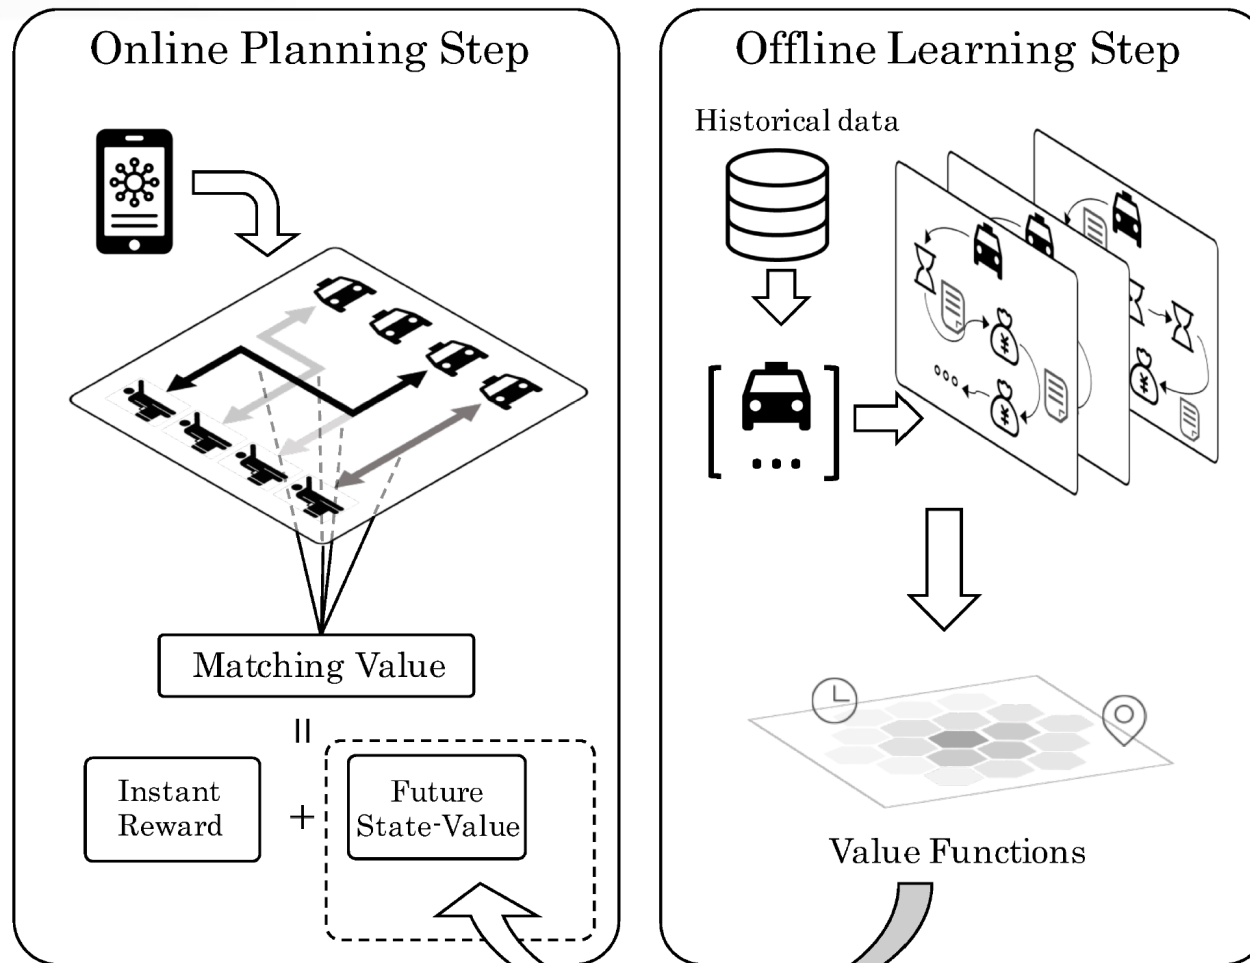 Online Planning Step
Matching Value
=
Instant
Reward
+
Future
State-Value
Offline Learning Step
Historical data
[ ... ]
¥
¥
¥
Value Functions